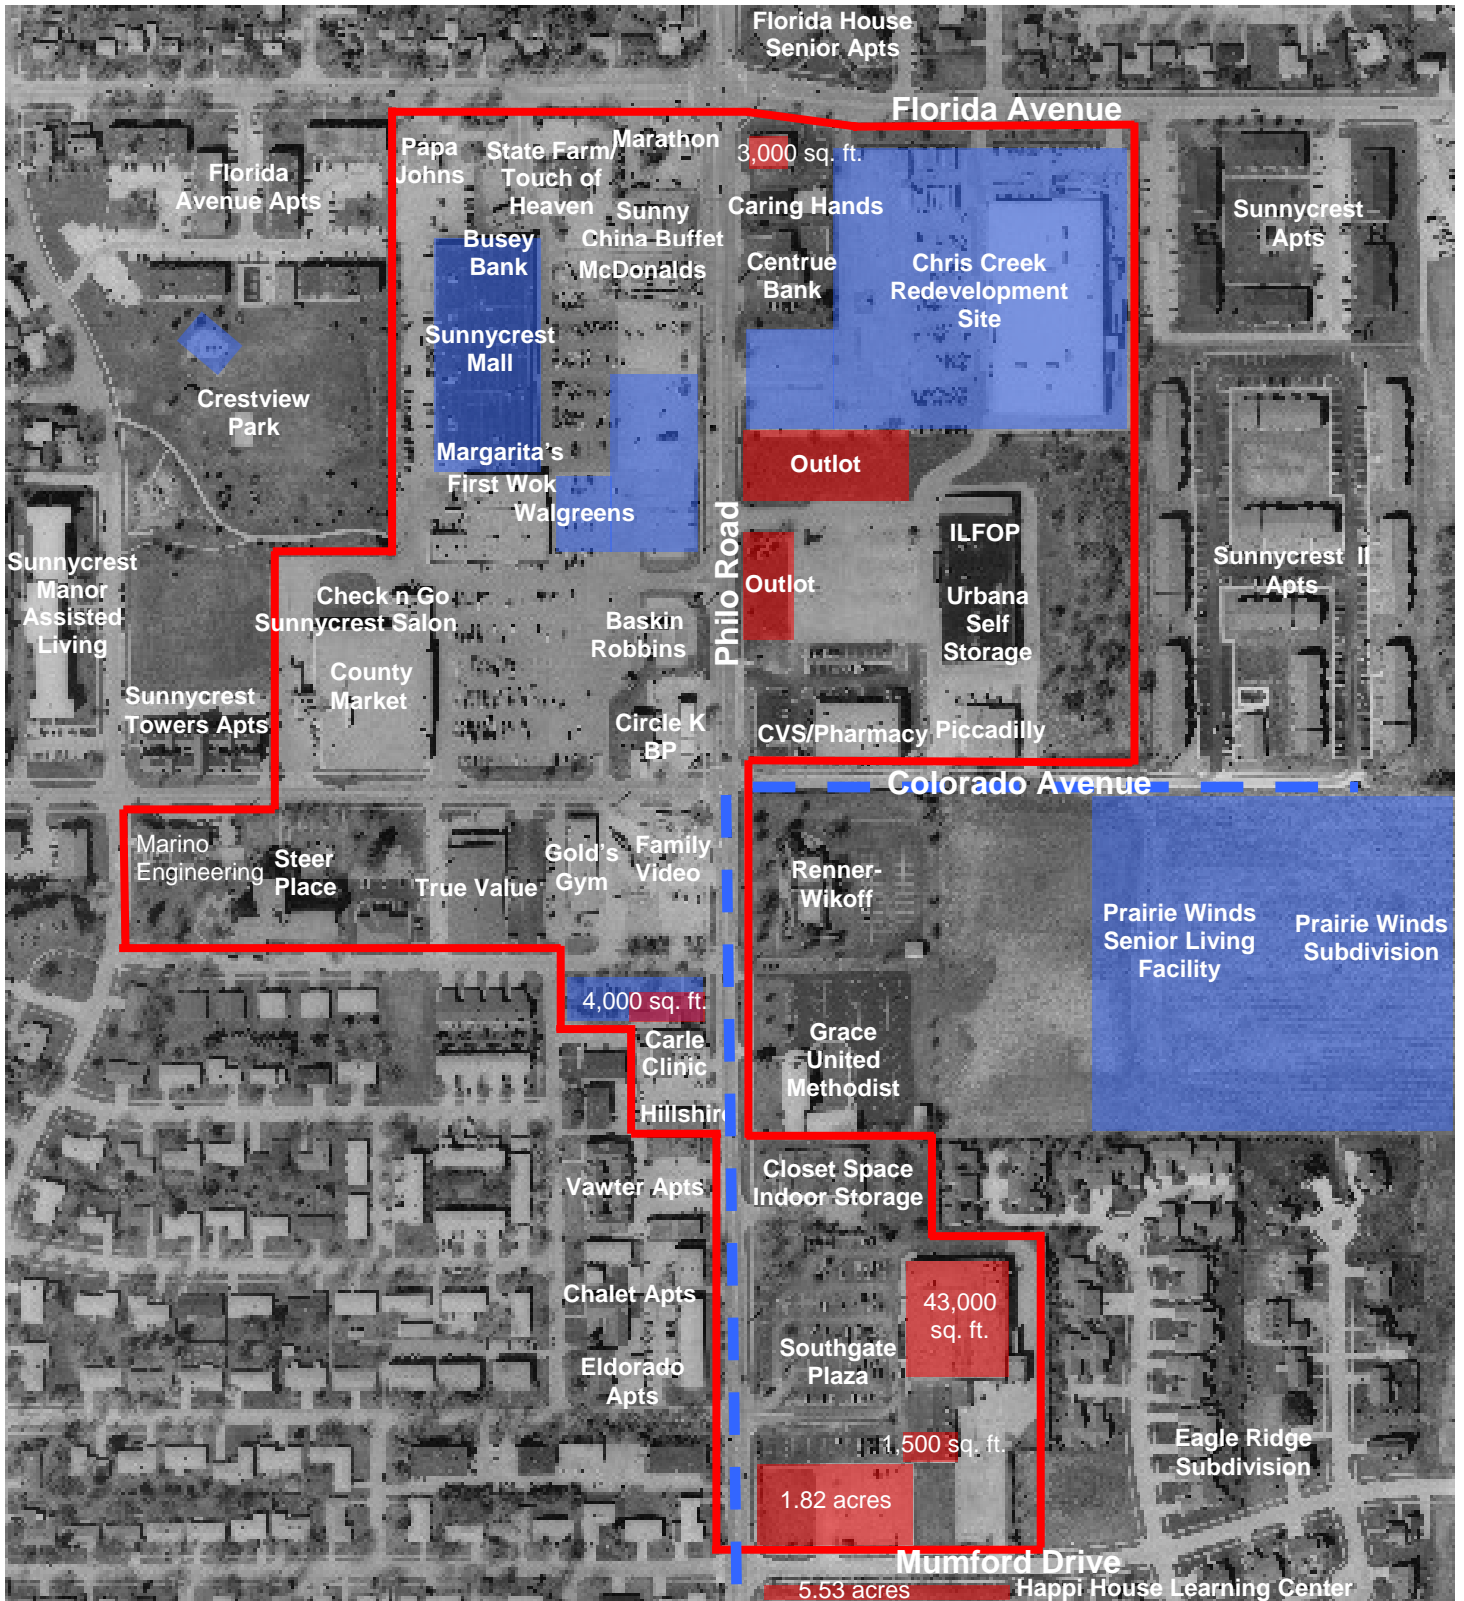 Florida House
Senior Apts
Florida Avenue
Papa
Johns
State Farm/
Touch of
Heaven
Marathon
3,000 sq. ft.
Florida
Avenue Apts
Sunny
China Buffet
McDonalds
Caring Hands
Sunnycrest
Apts
Busey
Bank
Centrue
Bank
Chris Creek
Redevelopment
Site
Sunnycrest
Mall
Crestview
Park
Margarita's
First Wok
Walgreens
Outlot
Philo Road
ILFOP
Sunnycrest
Manor
Assisted
Living
Check n Go
Sunnycrest Salon
Outlot
Urbana
Self
Storage
Sunnycrest II
Apts
Baskin
Robbins
County
Market
Sunnycrest
Towers Apts
Circle K
BP
CVS/Pharmacy
Piccadilly
Colorado Avenue
Marino
Engineering
Steer
Place
True Value
Gold's
Gym
Family
Video
Renner-
Wikoff
Prairie Winds
Senior Living
Facility
Prairie Winds
Subdivision
4,000 sq. ft.
Carle
Clinic
Grace
United
Methodist
Hillshire
Closet Space
Indoor Storage
Vawter Apts
Chalet Apts
43,000
sq. ft.
Southgate
Plaza
Eldorado
Apts
1,500 sq. ft.
Eagle Ridge
Subdivision
1.82 acres
Mumford Drive
5.53 acres
Happi House Learning Center